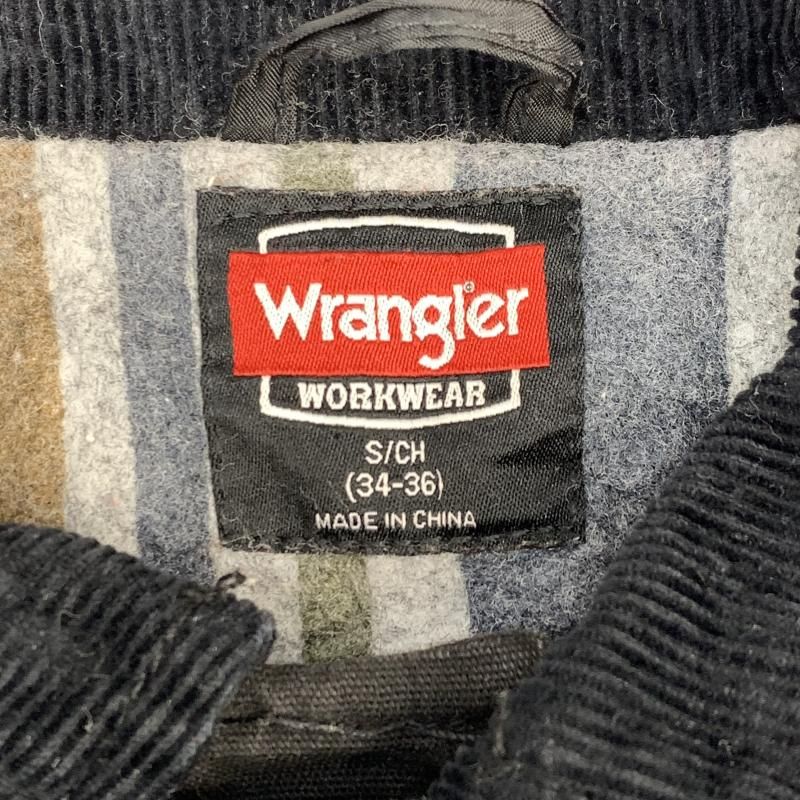 Wrangler®
WORKWEAR
S/CH
(34-36)
MADE IN CHINA